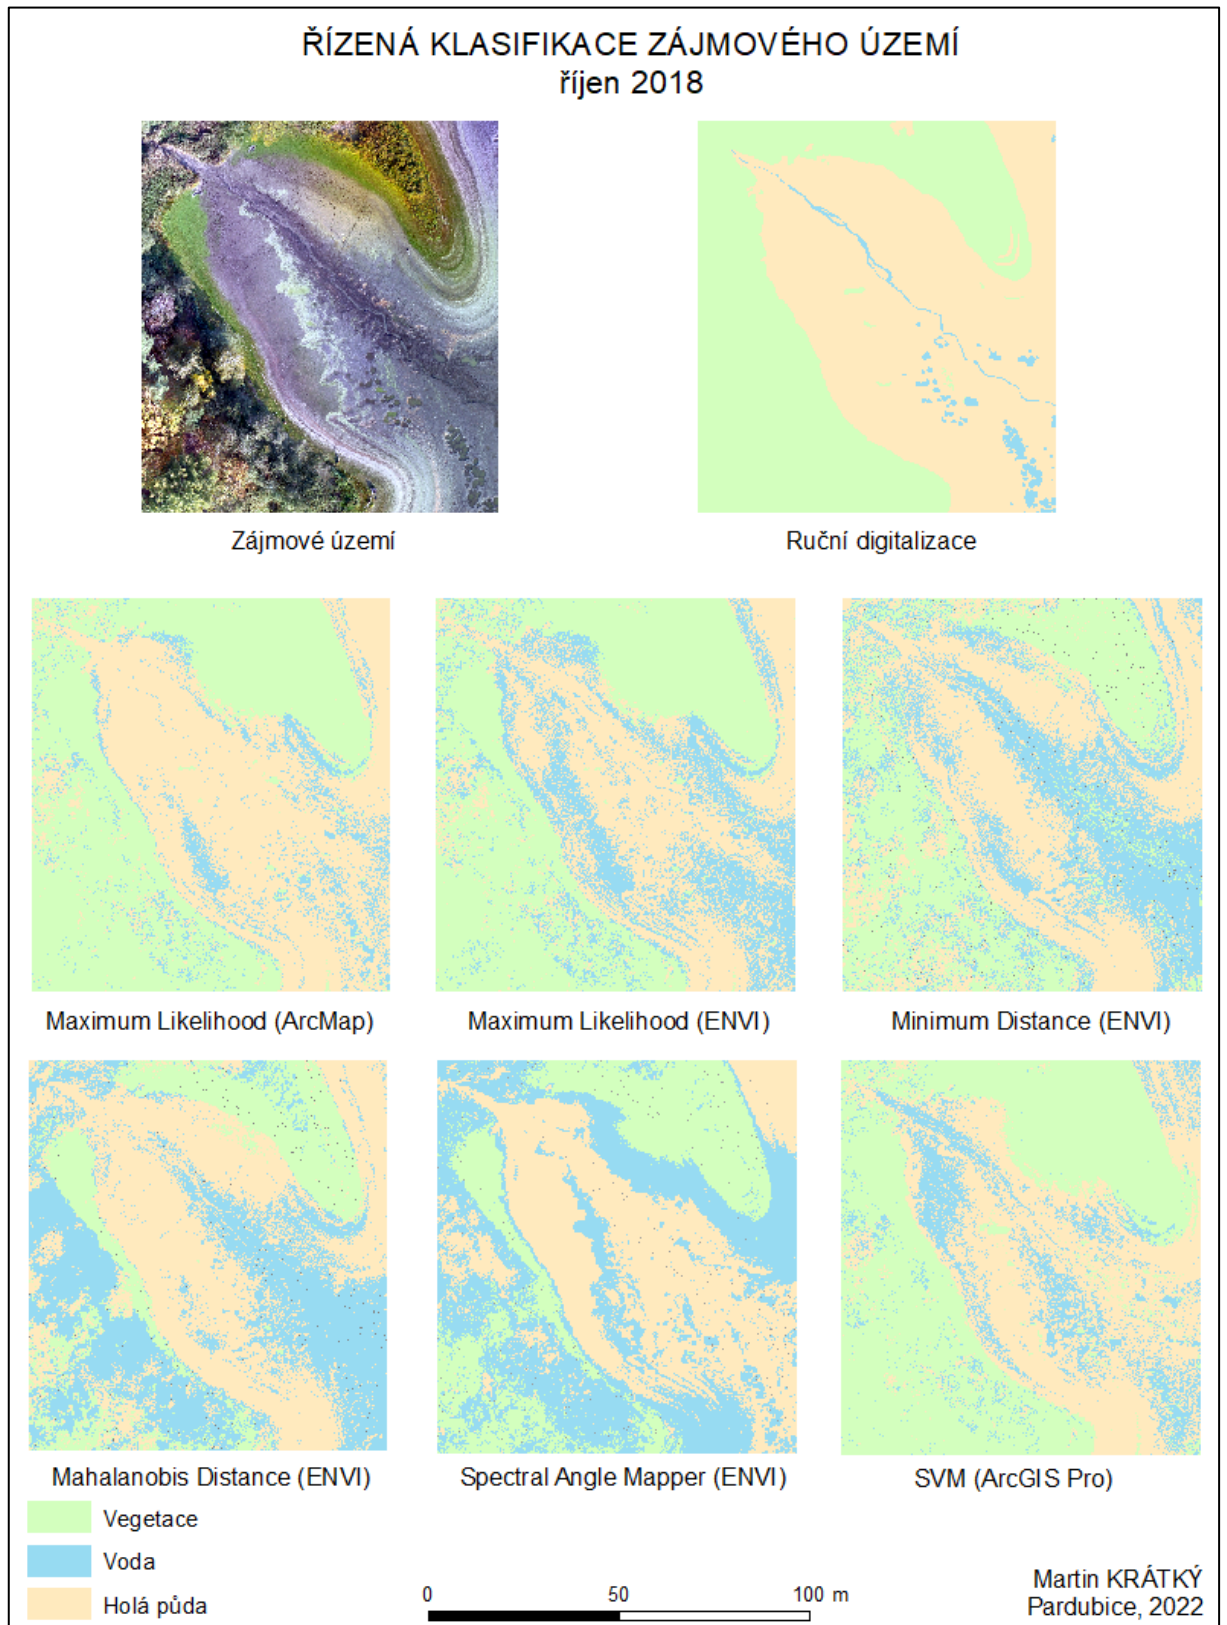 ŘÍZENÁ KLASIFIKACE ZÁJMOVÉHO ÚZEMÍ
říjen 2018
Zájmové území
Ruční digitalizace
Maximum Likelihood (ArcMap)
Maximum Likelihood (ENVI)
Minimum Distance (ENVI)
Mahalanobis Distance (ENVI)
Spectral Angle Mapper (ENVI)
SVM (ArcGIS Pro)
Vegetace
Voda
Holá půda
0 50 100 m
Martin KRÁTKÝ
Pardubice, 2022